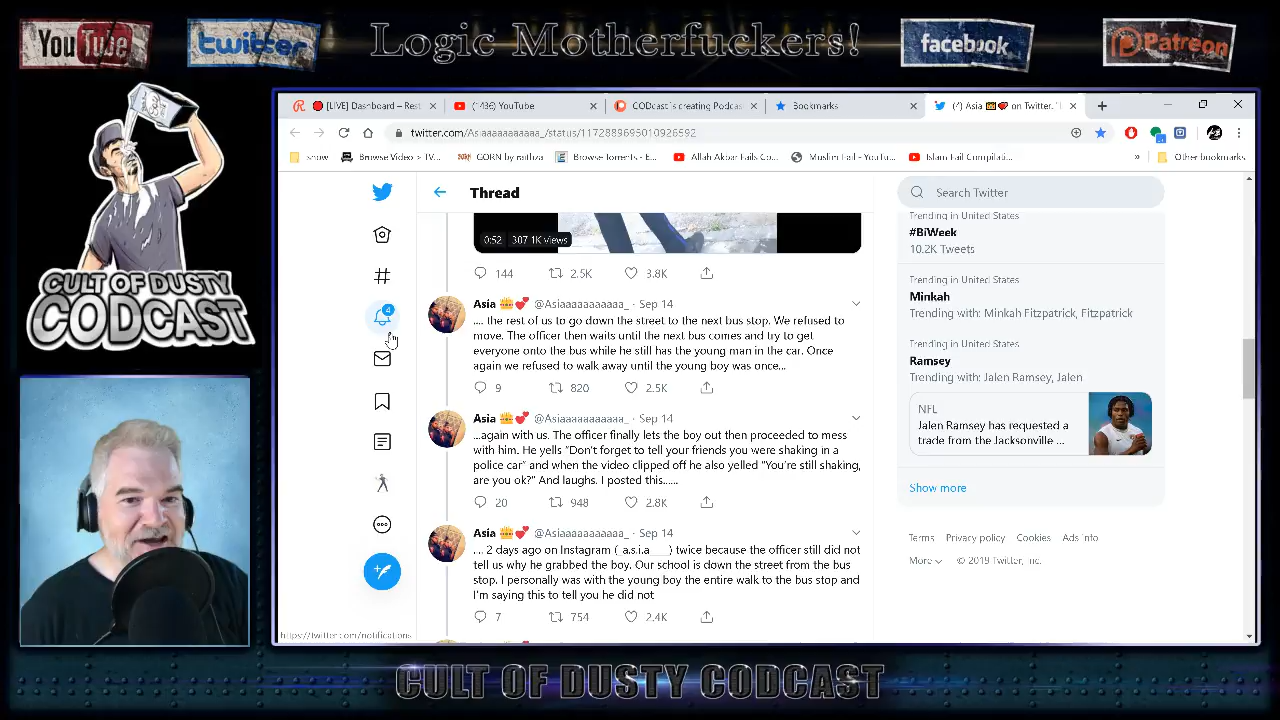 YouTube
twitter
Logic Motherfuckers!
facebook
Patreon
CULT OF DUSTY
CODCAST
[LIVE] Dashboard – Rest
(1436) YouTube
CODcast is creating Podca
Bookmarks
on Twitter: "
twitter.com/Asiaaaaaaaaaaa_/status/1172889695010926592
snow
Browse Video > TV...
GORN by raithza
Browse Torrents - E...
Allah Akbar Fails Co...
Muslim Fail - YouTu...
Islam Fail Compilati...
»
Other bookmarks
Thread
Search Twitter
0:52
307.1K views
144
2.5K
3.8K
Asia 👑💕 @Asiaaaaaaaaaaa_ · Sep 14
.... the rest of us to go down the street to the next bus stop. We refused to
move. The officer then waits until the next bus comes and try to get
everyone onto the bus while he still has the young man in the car. Once
again we refused to walk away until the young boy was once...
9
820
2.5K
Asia 👑💕 @Asiaaaaaaaaaaa_ · Sep 14
...again with us. The officer finally lets the boy out then proceeded to mess
with him. He yells "Don't forget to tell your friends you were shaking in a
police car" and when the video clipped off he also yelled "You're still shaking,
are you ok?" And laughs. I posted this......
20
948
2.8K
Asia 👑💕 @Asiaaaaaaaaaaa_ · Sep 14
.... 2 days ago on Instagram (_a.s.i.a____) twice because the officer still did not
tell us why he grabbed the boy. Our school is down the street from the bus
stop. I personally was with the young boy the entire walk to the bus stop and
I'm saying this to tell you he did not
7
754
2.4K
4
Trending in United States
#BiWeek
10.2K Tweets
Trending in United States
Minkah
Trending with: Minkah Fitzpatrick, Fitzpatrick
Trending in United States
Ramsey
Trending with: Jalen Ramsey, Jalen
NFL
Jalen Ramsey has requested a
trade from the Jacksonville ...
Show more
Terms Privacy policy Cookies Ads info
More © 2019 Twitter, Inc.
https://twitter.com/notifications
CULT OF DUSTY CODCAST